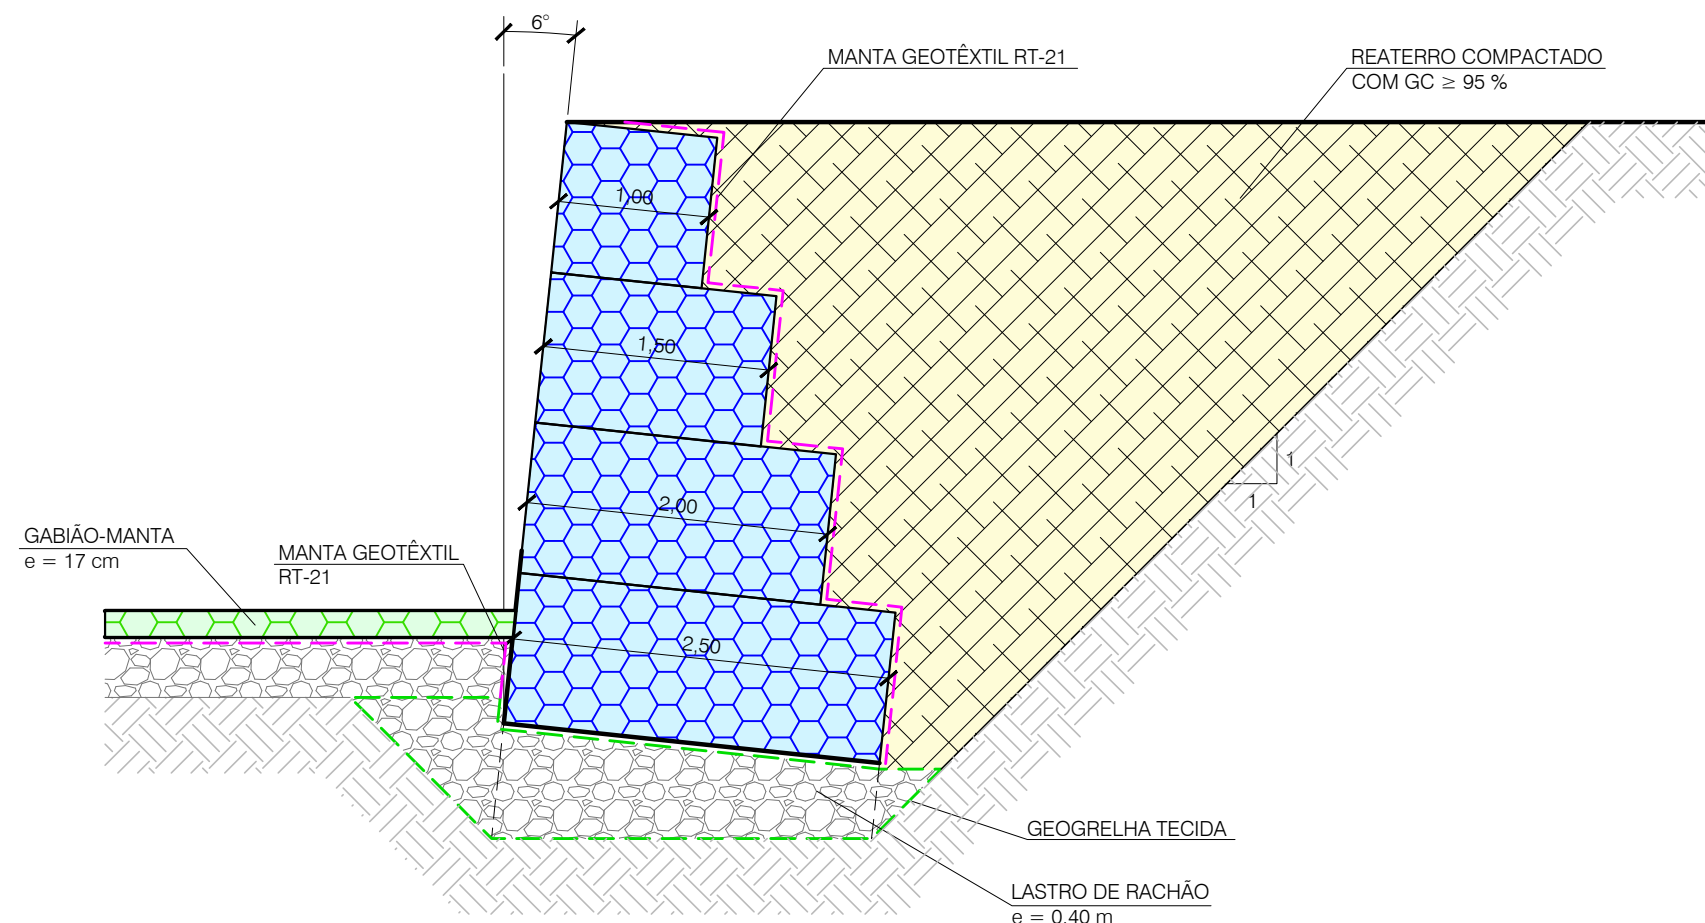 6°
MANTA GEOTÊXTIL RT-21
REATERRO COMPACTADO
COM GC ≥ 95 %
1,00
1,50
1
1
2,00
GABIÃO-MANTA
e = 17 cm
MANTA GEOTÊXTIL
RT-21
2,50
GEOGRELHA TECIDA
LASTRO DE RACHÃO
e = 0,40 m